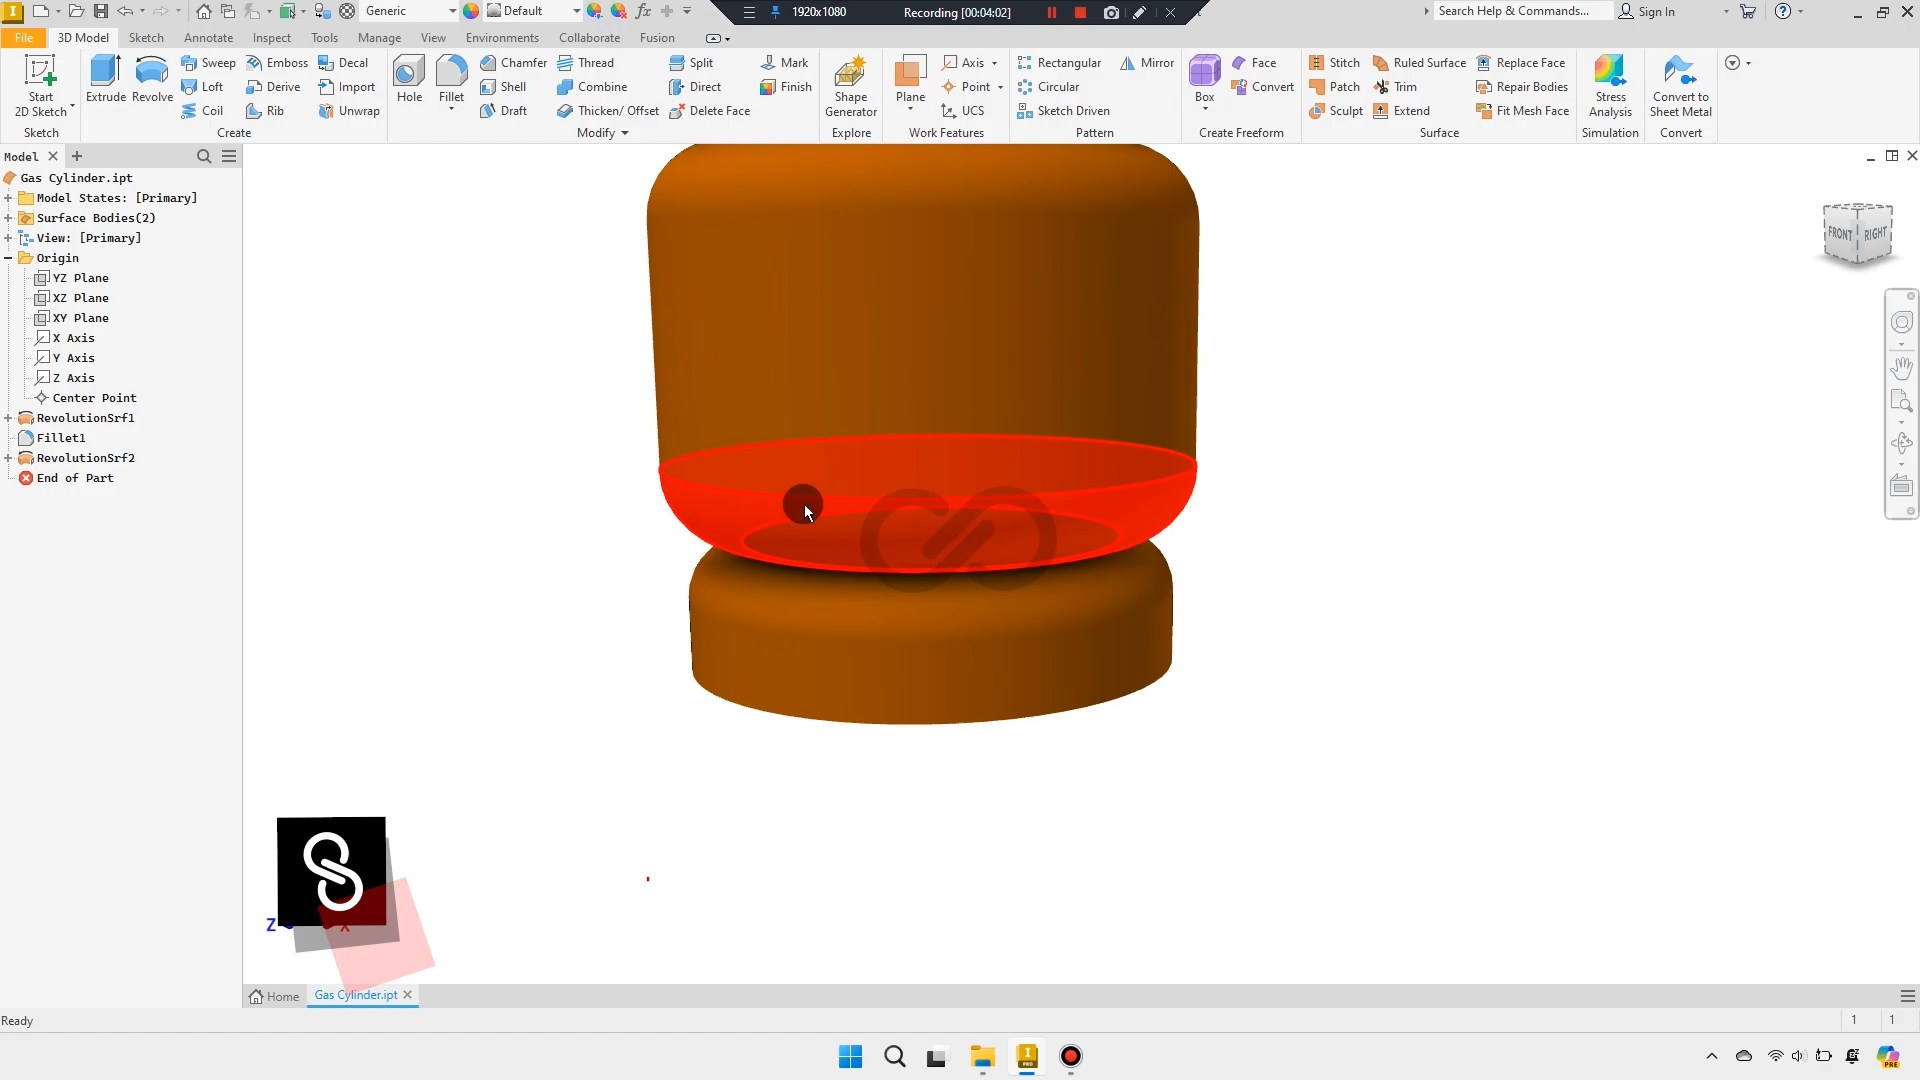 Generic
Default
fx
1920x1080
Recording [00:04:02]
Search Help & Commands...
Sign In
File
3D Model
Sketch
Annotate
Inspect
Tools
Manage
View
Environments
Collaborate
Fusion
Start
2D Sketch
Extrude
Revolve
Sweep
Loft
Coil
Emboss
Derive
Rib
Decal
Import
Unwrap
Hole
Fillet
Chamfer
Shell
Draft
Thread
Combine
Thicken/ Offset
Split
Direct
Delete Face
Mark
Finish
Shape
Generator
Plane
Axis
Point
UCS
Rectangular
Circular
Sketch Driven
Mirror
Box
Face
Convert
Stitch
Patch
Sculpt
Ruled Surface
Trim
Extend
Replace Face
Repair Bodies
Fit Mesh Face
Stress
Analysis
Convert to
Sheet Metal
Sketch
Create
Modify
Explore
Work Features
Pattern
Create Freeform
Surface
Simulation
Convert
Model
Gas Cylinder.ipt
Model States: [Primary]
Surface Bodies(2)
View: [Primary]
Origin
YZ Plane
XZ Plane
XY Plane
X Axis
Y Axis
Z Axis
Center Point
RevolutionSrf1
Fillet1
RevolutionSrf2
End of Part
FRONT
RIGHT
Z
X
Home
Gas Cylinder.ipt
Ready
1
1
I
PRO
PRE